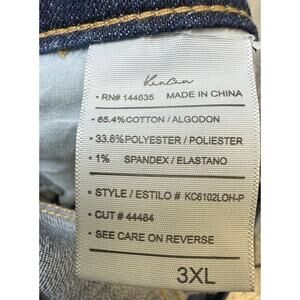 KanCan
• RN# 144635 MADE IN CHINA
• 65.4% COTTON / ALGODON
• 33.6% POLYESTER / POLIESTER
• 1% SPANDEX / ELASTANO
• STYLE / ESTILO # KC6102LOH-P
• CUT # 44484
• SEE CARE ON REVERSE
3XL